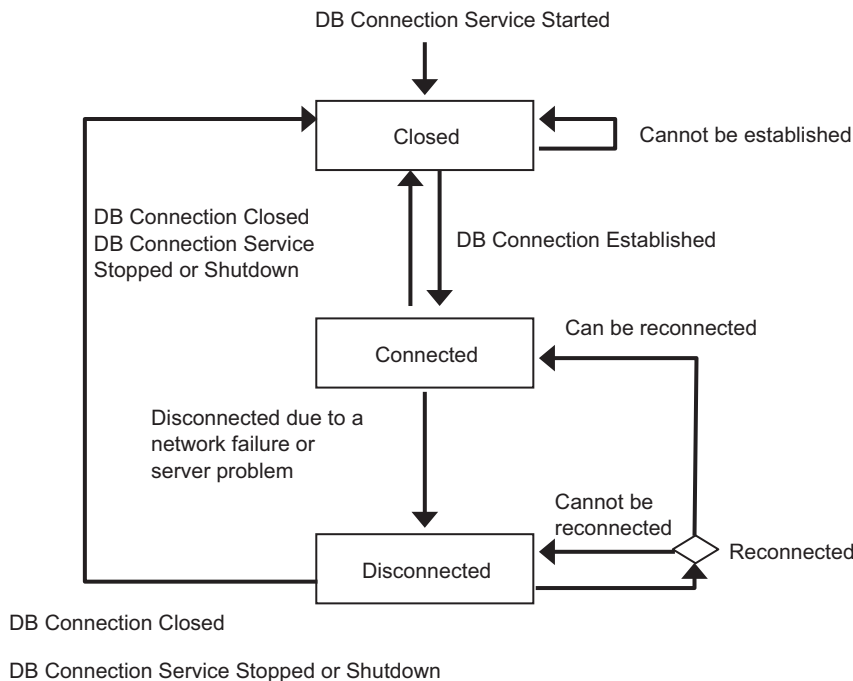 DB Connection Service Started
Closed
Cannot be established
DB Connection Closed
DB Connection Service
Stopped or Shutdown
DB Connection Established
Can be reconnected
Connected
Disconnected due to a
network failure or
server problem
Cannot be
reconnected
Reconnected
Disconnected
DB Connection Closed
DB Connection Service Stopped or Shutdown